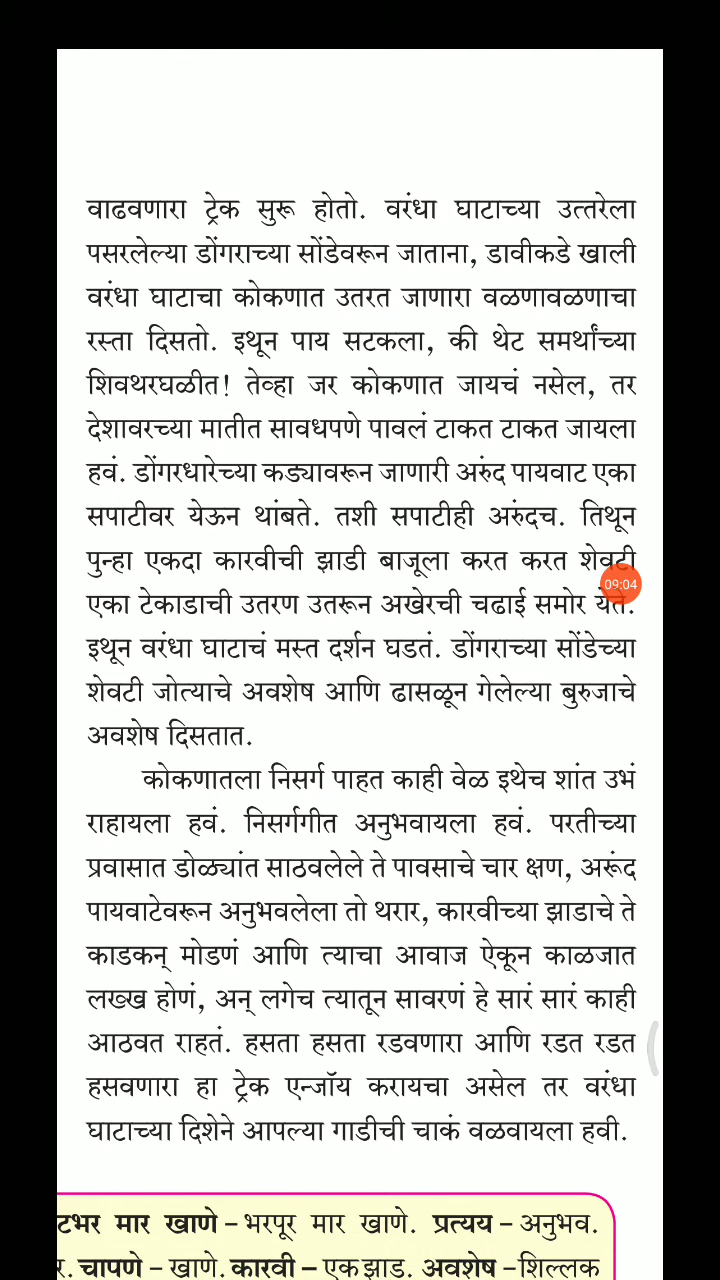 वाढवणारा ट्रेक सुरू होतो. वरंधा घाटाच्या उत्तरेला
पसरलेल्या डोंगराच्या सोंडेवरून जाताना, डावीकडे खाली
वरंधा घाटाचा कोकणात उतरत जाणारा वळणावळणाचा
रस्ता दिसतो. इथून पाय सटकला, की थेट समर्थांच्या
शिवथरघळीत! तेव्हा जर कोकणात जायचं नसेल, तर
देशावरच्या मातीत सावधपणे पावलं टाकत टाकत जायला
हवं. डोंगरधारेच्या कड्यावरून जाणारी अरुंद पायवाट एका
सपाटीवर येऊन थांबते. तशी सपाटीही अरुंदच. तिथून
पुन्हा एकदा कारवीची झाडी बाजूला करत करत शेवटी
09:04
एका टेकाडाची उतरण उतरून अखेरची चढाई समोर येते.
इथून वरंधा घाटाचं मस्त दर्शन घडतं. डोंगराच्या सोंडेच्या
शेवटी जोत्याचे अवशेष आणि ढासळून गेलेल्या बुरुजाचे
अवशेष दिसतात.
कोकणातला निसर्ग पाहत काही वेळ इथेच शांत उभं
राहायला हवं. निसर्गगीत अनुभवायला हवं. परतीच्या
प्रवासात डोळ्यांत साठवलेले ते पावसाचे चार क्षण, अरूंद
पायवाटेवरून अनुभवलेला तो थरार, कारवीच्या झाडाचे ते
काडकन् मोडणं आणि त्याचा आवाज ऐकून काळजात
लख्ख होणं, अन् लगेच त्यातून सावरणं हे सारं सारं काही
आठवत राहतं. हसता हसता रडवणारा आणि रडत रडत
हसवणारा हा ट्रेक एन्जॉय करायचा असेल तर वरंधा
घाटाच्या दिशेने आपल्या गाडीची चाकं वळवायला हवी.
टभर मार खाणे – भरपूर मार खाणे. प्रत्यय – अनुभव.
र. चापणे – खाणे. कारवी – एक झाड. अवशेष – शिल्लक